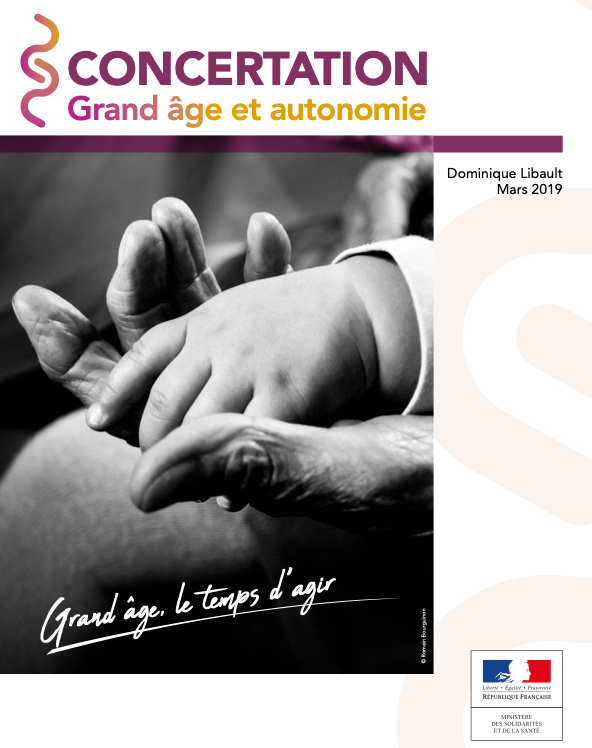 CONCERTATION
Grand âge et autonomie
Dominique Libault
Mars 2019
Grand âge, le temps d'agir
© Romain Bourguinon
Liberté • Égalité • Fraternité
RÉPUBLIQUE FRANÇAISE
MINISTÈRE
DES SOLIDARITÉS
ET DE LA SANTÉ